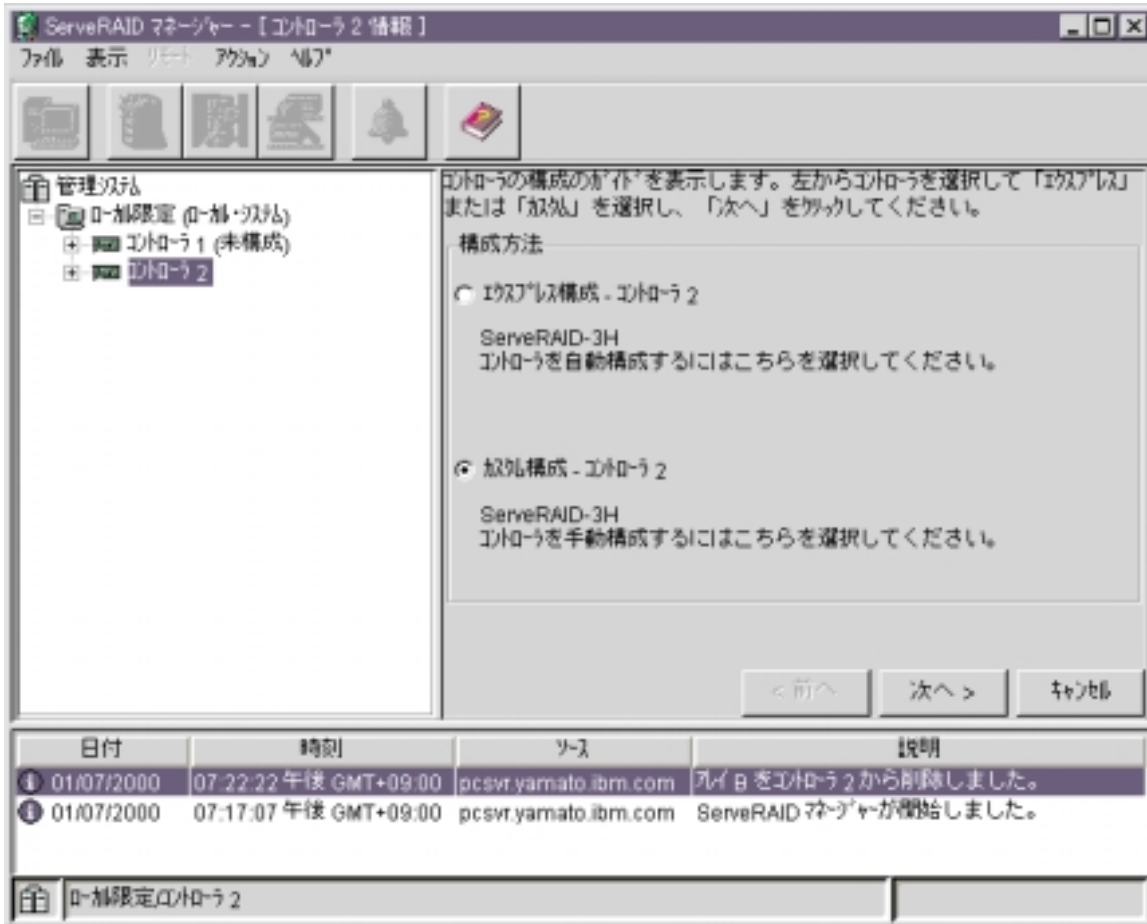 ServeRAID マネージャー - [ コントローラ 2 情報 ]
ファイル 表示 リモート アクション ヘルプ
管理システム
ローカル限定 (ローカル・システム)
コントローラ 1 (未構成)
コントローラ 2
コントローラの構成のガイドを表示します。左からコントローラを選択して「エクスプレス」
または「カスタム」を選択し、「次へ」をクリックしてください。
構成方法
エクスプレス構成 - コントローラ 2
ServeRAID-3H
コントローラを自動構成するにはこちらを選択してください。
カスタム構成 - コントローラ 2
ServeRAID-3H
コントローラを手動構成するにはこちらを選択してください。
< 前へ 次へ > キャンセル
日付 時刻 ソース 説明
01/07/2000 07:22:22 午後 GMT+09:00 pcsvr.yamato.ibm.com アレイ B をコントローラ 2 から削除しました。
01/07/2000 07:17:07 午後 GMT+09:00 pcsvr.yamato.ibm.com ServeRAID マネージャーが開始しました。
ローカル限定/コントローラ 2